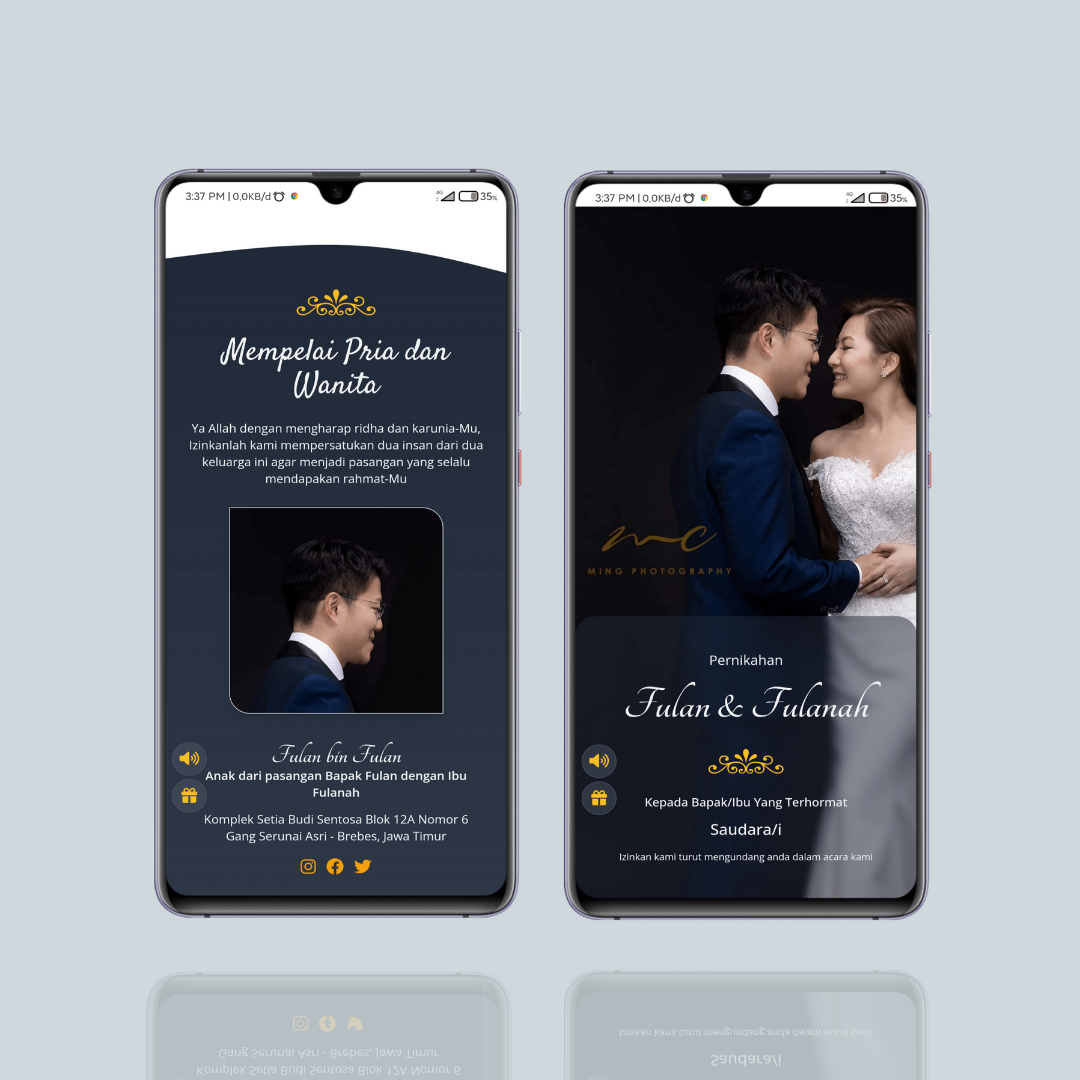 3:37 PM | 0,0KB/d
4G
35%
Mempelai Pria dan
Wanita
Ya Allah dengan mengharap ridha dan karunia-Mu,
Izinkanlah kami mempersatukan dua insan dari dua
keluarga ini agar menjadi pasangan yang selalu
mendapakan rahmat-Mu
Fulan bin Fulan
Anak dari pasangan Bapak Fulan dengan Ibu
Fulanah
Komplek Setia Budi Sentosa Blok 12A Nomor 6
Gang Serunai Asri - Brebes, Jawa Timur
3:37 PM | 0,0KB/d
4G
35%
mc
MING PHOTOGRAPHY
Pernikahan
Fulan & Fulanah
Kepada Bapak/Ibu Yang Terhormat
Saudara/i
Izinkan kami turut mengundang anda dalam acara kami
Gang Serunai Asri - Brebes, Jawa Timur
Komplek Setia Budi Sentosa Blok 12A Nomor 6
Izinkan kami turut mengundang anda dalam acara kami
Saudara/i